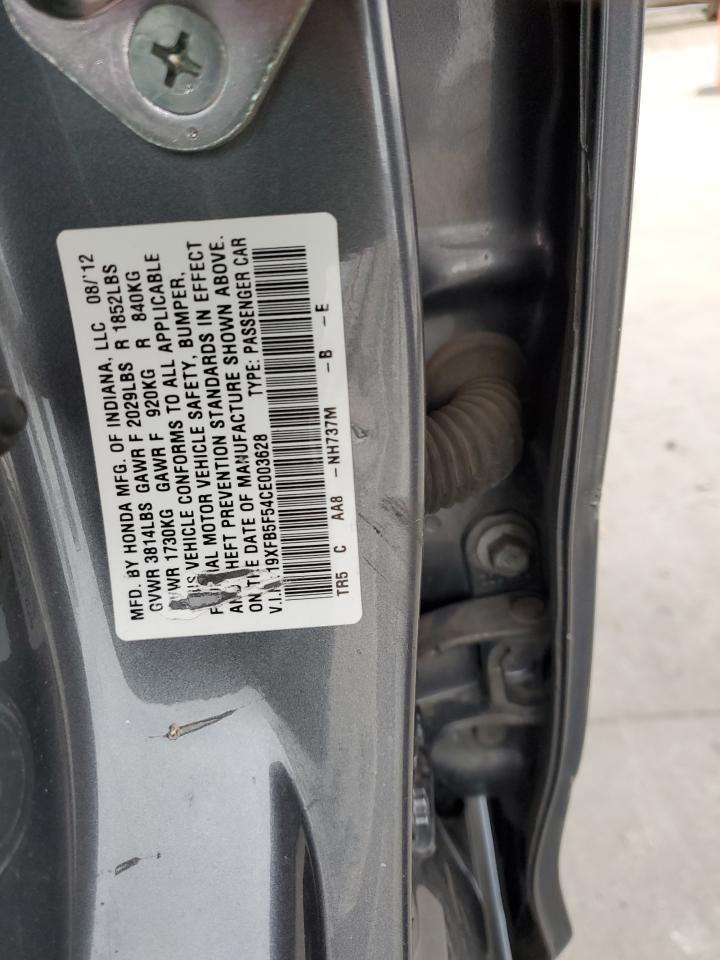 MFD. BY HONDA MFG. OF INDIANA, LLC 08/'12
GVWR 3814LBS GAWR F 2029LBS R 1852LBS
WR 1730KG GAWR F 920KG R 840KG
VEHICLE CONFORMS TO ALL APPLICABLE
MOTOR VEHICLE SAFETY, BUMPER,
AND HEFT PREVENTION STANDARDS IN EFFECT
ON THE DATE OF MANUFACTURE SHOWN ABOVE.
19XFB5F54CE003628 TYPE: PASSENGER CAR
TR5 C AA8 -NH737M -B -E